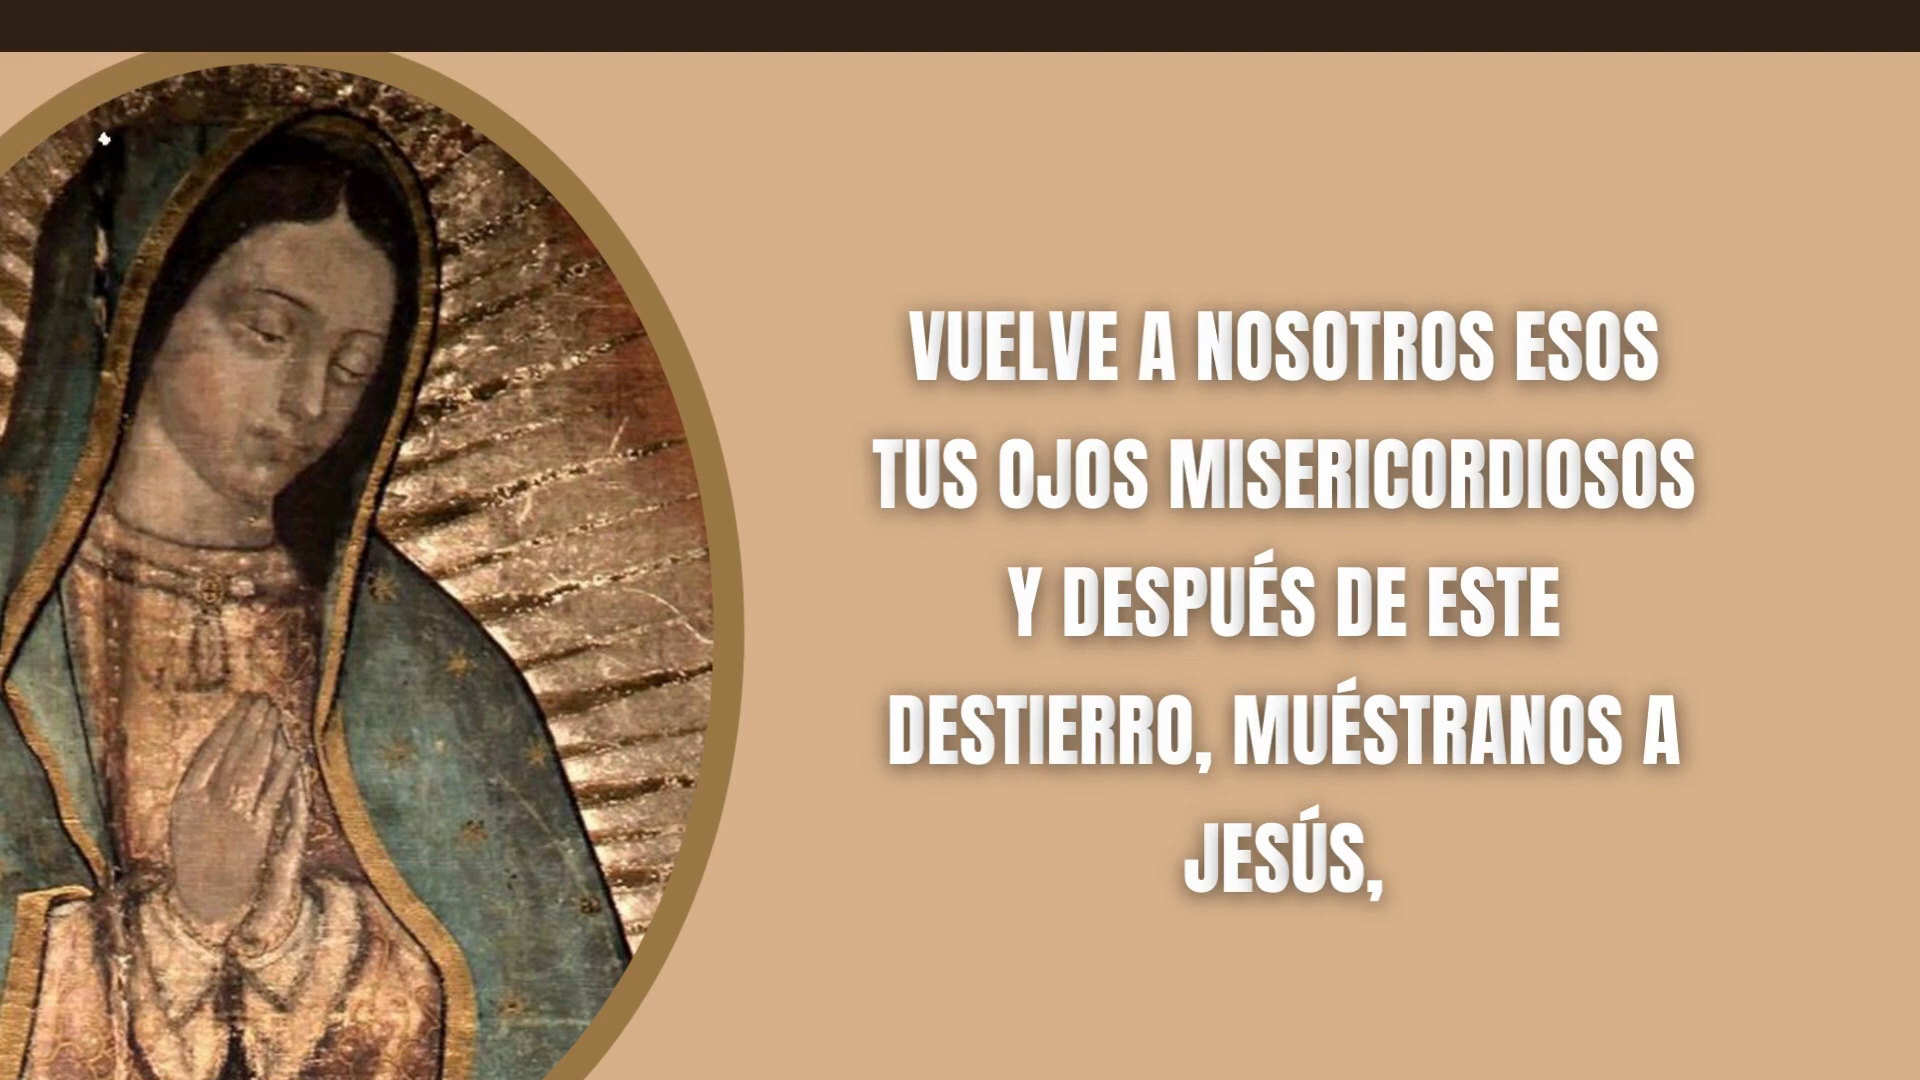 VUELVE A NOSOTROS ESOS
TUS OJOS MISERICORDIOSOS
Y DESPUÉS DE ESTE
DESTIERRO, MUÉSTRANOS A
JESÚS,